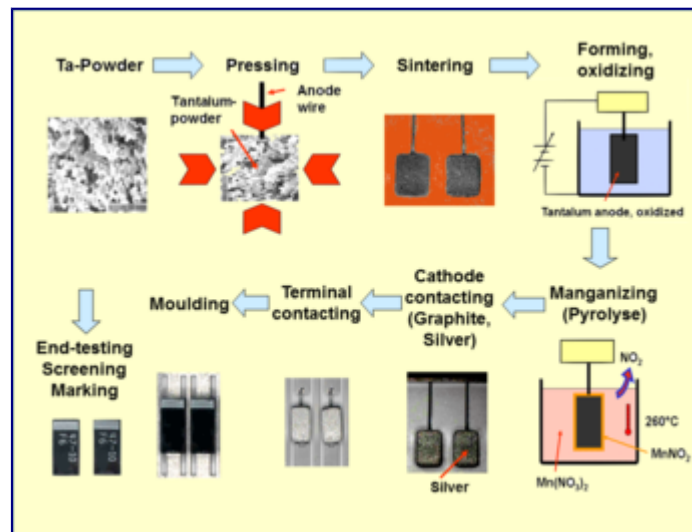 Ta-Powder
Pressing
Sintering
Forming,
oxidizing
Tantalum-
powder
Anode
wire
Tantalum anode, oxidized
Manganizing
(Pyrolyse)
Cathode
contacting
(Graphite,
Silver)
Terminal
contacting
Moulding
End-testing
Screening
Marking
NO₂
260°C
MnNO₂
Mn(NO₃)₂
Silver